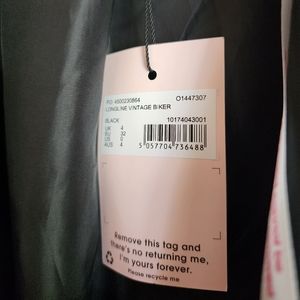 P.O. 4500230864 O1447307
LONGLINE VINTAGE BIKER
BLACK 10174043001
UK 4
EU 32
US 0
AUS 4
5 057704 736488
Remove this tag and
there's no returning me,
I'm yours forever.
Please recycle me